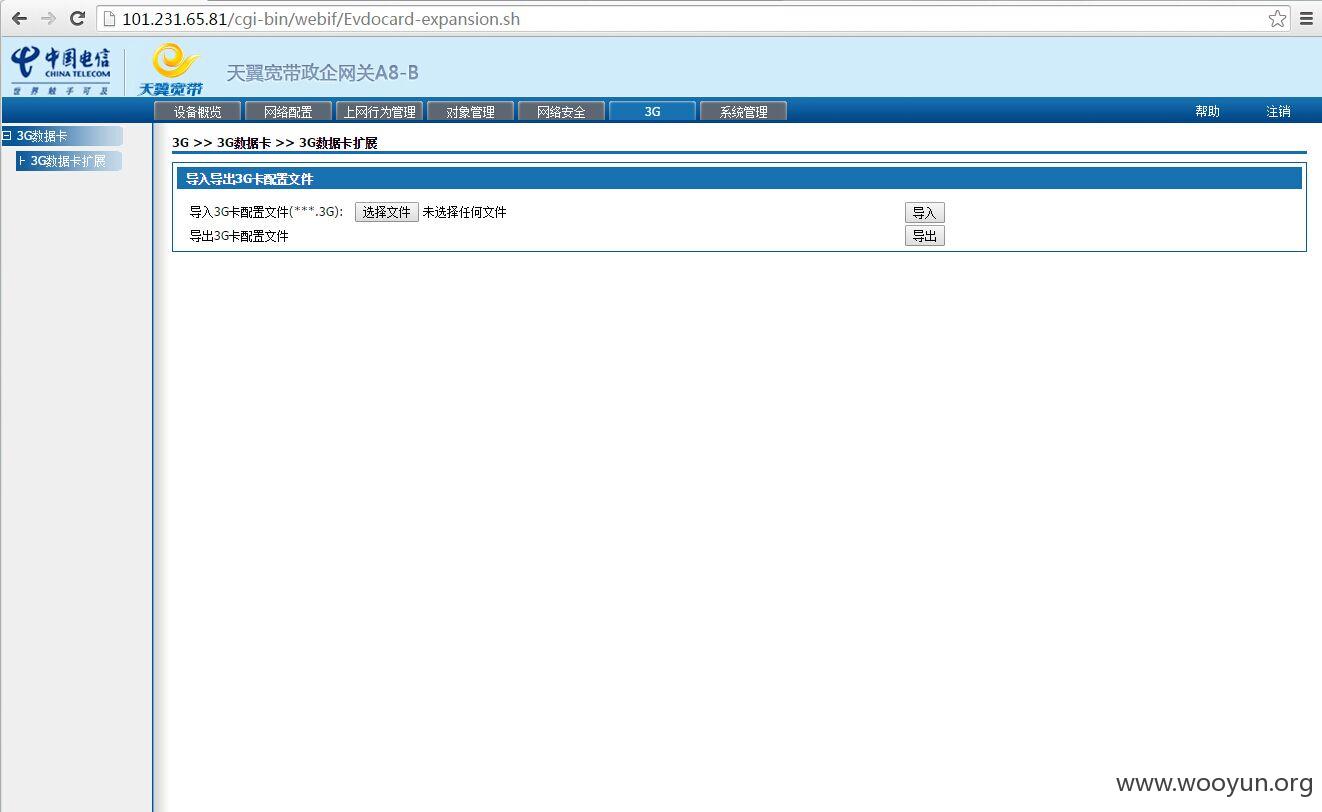 101.231.65.81/cgi-bin/webif/Evdocard-expansion.sh
中国电信
CHINA TELECOM
世界触手可及
天翼宽带
天翼宽带政企网关A8-B
设备概览 网络配置 上网行为管理 对象管理 网络安全 3G 系统管理 帮助 注销
3G数据卡
3G数据卡扩展
3G >> 3G数据卡 >> 3G数据卡扩展
导入导出3G卡配置文件
导入3G卡配置文件(***.3G): 选择文件 未选择任何文件 导入
导出3G卡配置文件 导出
www.wooyun.org